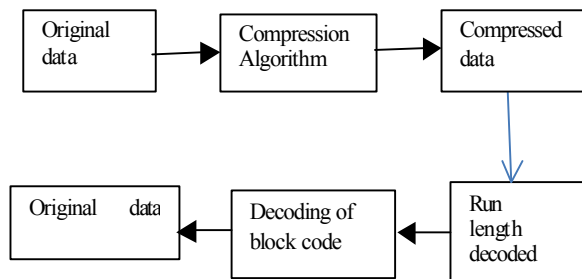 Original
data
Compression
Algorithm
Compressed
data
Original data
Decoding of
block code
Run
length
decoded